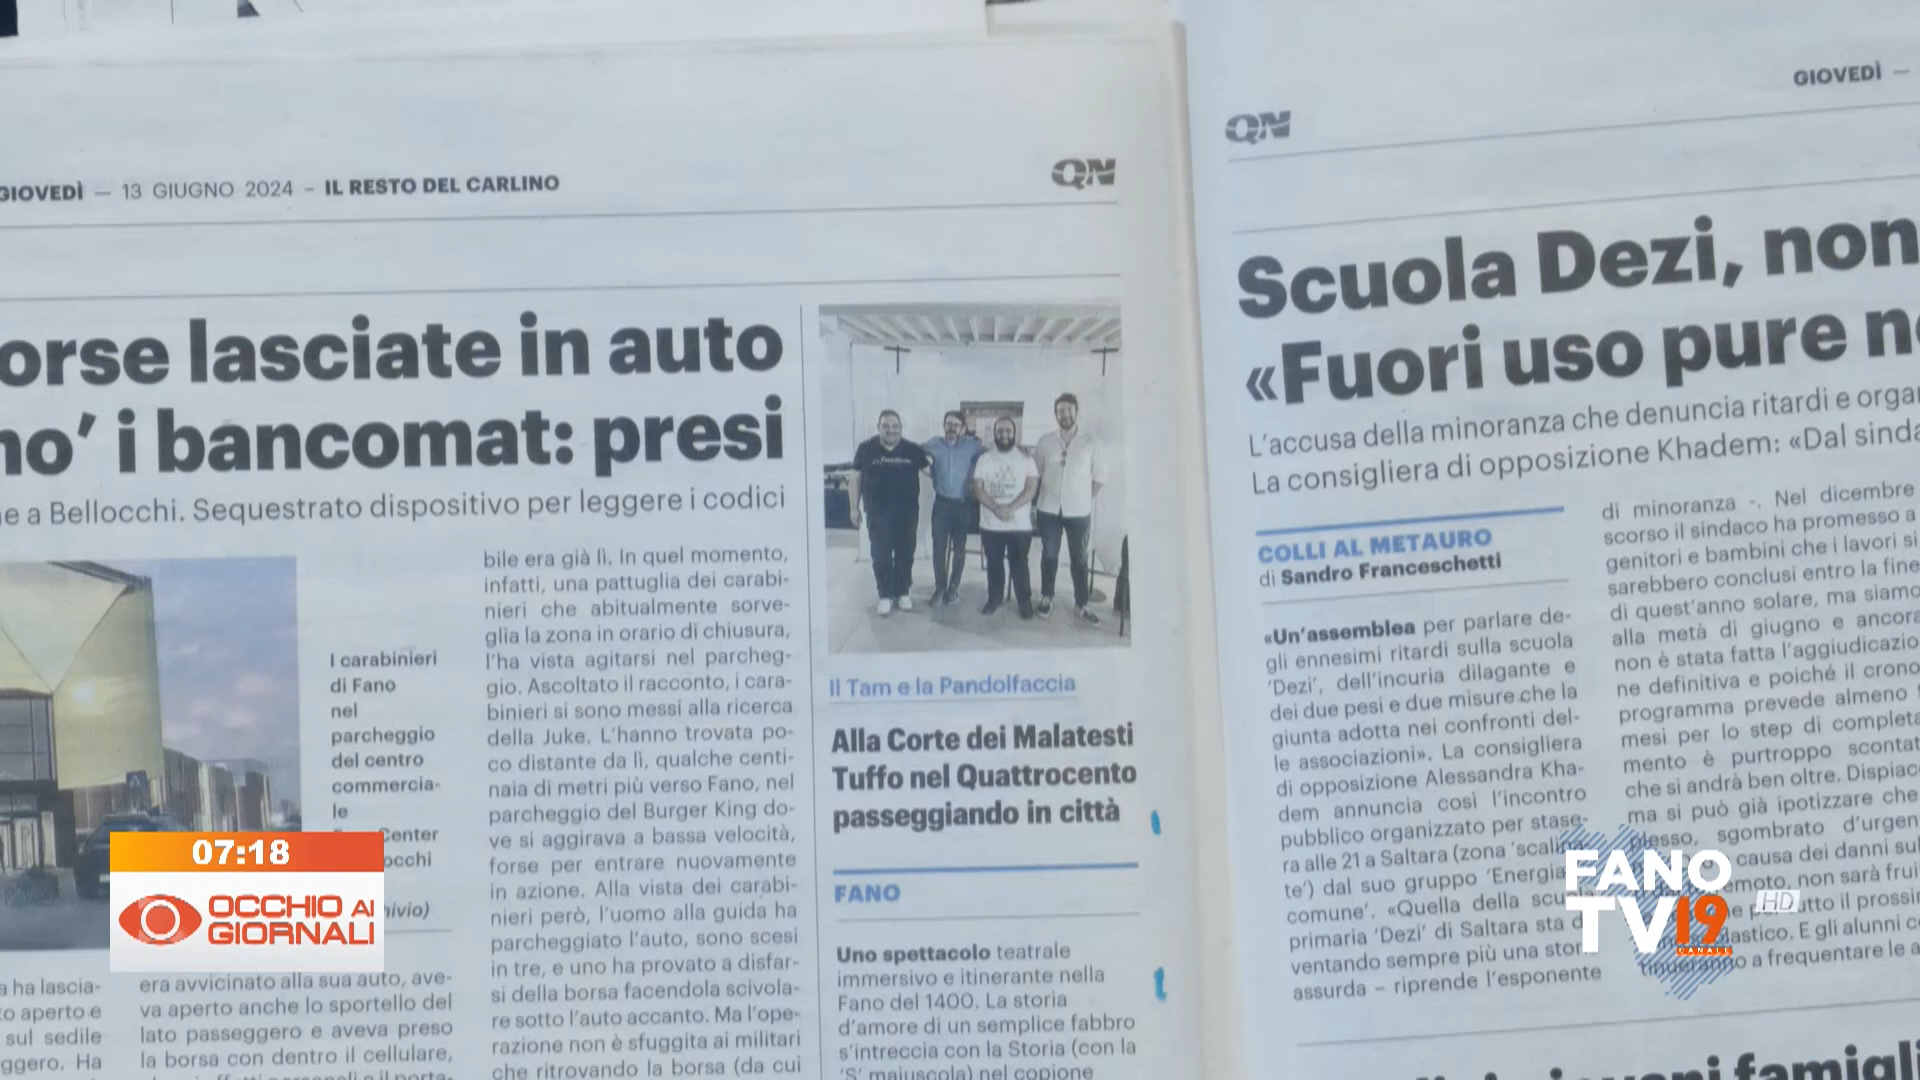 GIOVEDÌ — 13 GIUGNO 2024 – IL RESTO DEL CARLINO
QN
orse lasciate in auto
no' i bancomat: presi
e a Bellocchi. Sequestrato dispositivo per leggere i codici
I carabinieri
di Fano
nel
parcheggio
del centro
commercia-
le
Center
occhi
hivio)
a ha lascia-
to aperto e
sul sedile
ggero. Ha
era avvicinato alla sua auto, ave-
va aperto anche lo sportello del
lato passeggero e aveva preso
la borsa con dentro il cellulare,
bile era già lì. In quel momento,
infatti, una pattuglia dei carabi-
nieri che abitualmente sorve-
glia la zona in orario di chiusura,
l'ha vista agitarsi nel parcheg-
gio. Ascoltato il racconto, i cara-
binieri si sono messi alla ricerca
della Juke. L'hanno trovata po-
co distante da lì, qualche centi-
naia di metri più verso Fano, nel
parcheggio del Burger King do-
ve si aggirava a bassa velocità,
forse per entrare nuovamente
in azione. Alla vista dei carabi-
nieri però, l'uomo alla guida ha
parcheggiato l'auto, sono scesi
in tre, e uno ha provato a disfar-
si della borsa facendola scivola-
re sotto l'auto accanto. Ma l'ope-
razione non è sfuggita ai militari
che ritrovando la borsa (da cui
Il Tam e la Pandolfaccia
Alla Corte dei Malatesti
Tuffo nel Quattrocento
passeggiando in città
FANO
Uno spettacolo teatrale
immersivo e itinerante nella
Fano del 1400. La storia
d'amore di un semplice fabbro
s'intreccia con la Storia (con la
'S' maiuscola) nel copione
QN
GIOVEDÌ —
Scuola Dezi, non
«Fuori uso pure n
L'accusa della minoranza che denuncia ritardi e orga
La consigliera di opposizione Khadem: «Dal sinda
COLLI AL METAURO
di Sandro Franceschetti
«Un'assemblea per parlare de-
gli ennesimi ritardi sulla scuola
'Dezi', dell'incuria dilagante e
dei due pesi e due misure che la
giunta adotta nei confronti del-
le associazioni». La consigliera
di opposizione Alessandra Kha-
dem annuncia così l'incontro
pubblico organizzato per stase-
ra alle 21 a Saltara (zona 'scalina
te') dal suo gruppo 'Energia
comune'. «Quella della scuola
primaria 'Dezi' di Saltara sta d
ventando sempre più una stor
assurda – riprende l'esponente
di minoranza -. Nel dicembre
scorso il sindaco ha promesso a
genitori e bambini che i lavori si
sarebbero conclusi entro la fine
di quest'anno solare, ma siamo
alla metà di giugno e ancora
non è stata fatta l'aggiudicazio
ne definitiva e poiché il crono
programma prevede almeno
mesi per lo step di completa
mento è purtroppo scontat
che si andrà ben oltre. Dispiac
ma si può già ipotizzare che
plesso, sgombrato d'urgen
causa dei danni sul
emoto, non sarà frui
utto il prossi
lastico. E gli alunni c
tinueranno a frequentare le a
07:18
OCCHIO AI
GIORNALI
FANO
TV19
HD
CANALE